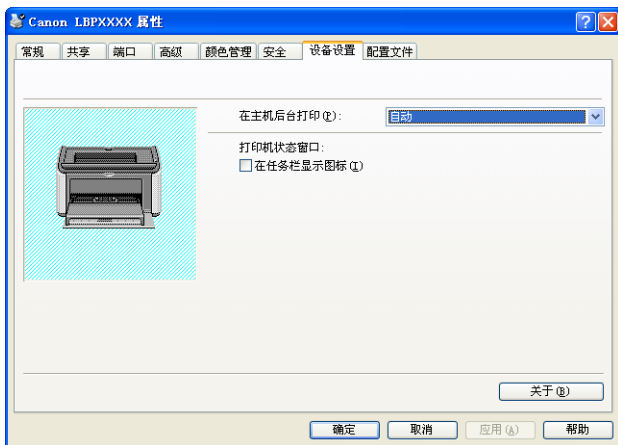 Canon LBPXXXX 属性
常规 共享 端口 高级 颜色管理 安全 设备设置 配置文件
在主机后台打印(P): 自动
打印机状态窗口:
在任务栏显示图标(I)
关于(B)
确定 取消 应用(A) 帮助